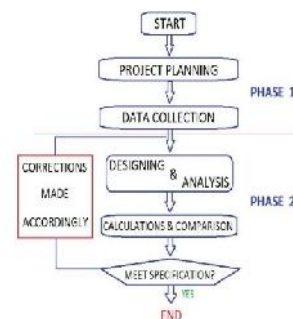 START
PROJECT PLANNING
PHASE 1
DATA COLLECTION
CORRECTIONS
MADE
ACCORDINGLY
DESIGNING
&
ANALYSIS
PHASE 2
CALCULATIONS & COMPARISON
MEET SPECIFICATION?
YES
END